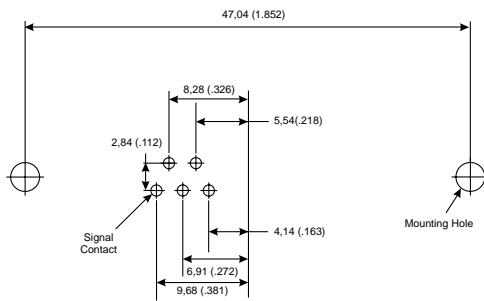 47,04 (1.852)
8,28 (.326)
5,54(.218)
2,84 (.112)
Signal
Contact
Mounting Hole
4,14 (.163)
6,91 (.272)
9,68 (.381)